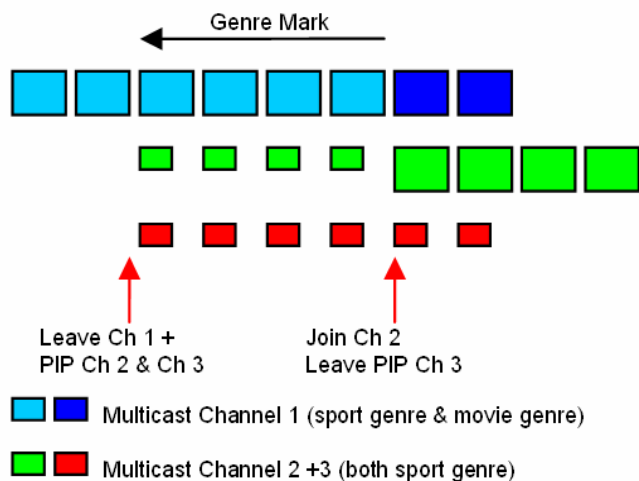 Genre Mark
Leave Ch 1 +
PIP Ch 2 & Ch 3
Join Ch 2
Leave PIP Ch 3
Multicast Channel 1 (sport genre & movie genre)
Multicast Channel 2 +3 (both sport genre)